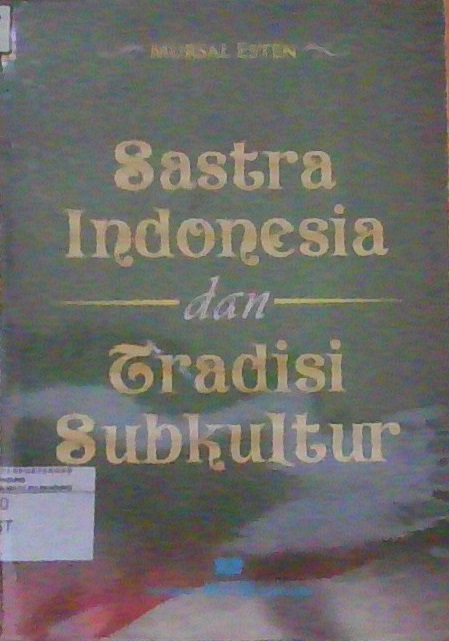 MURSAL ESTEN
Sastra
Indonesia
dan
Tradisi
Subkultur